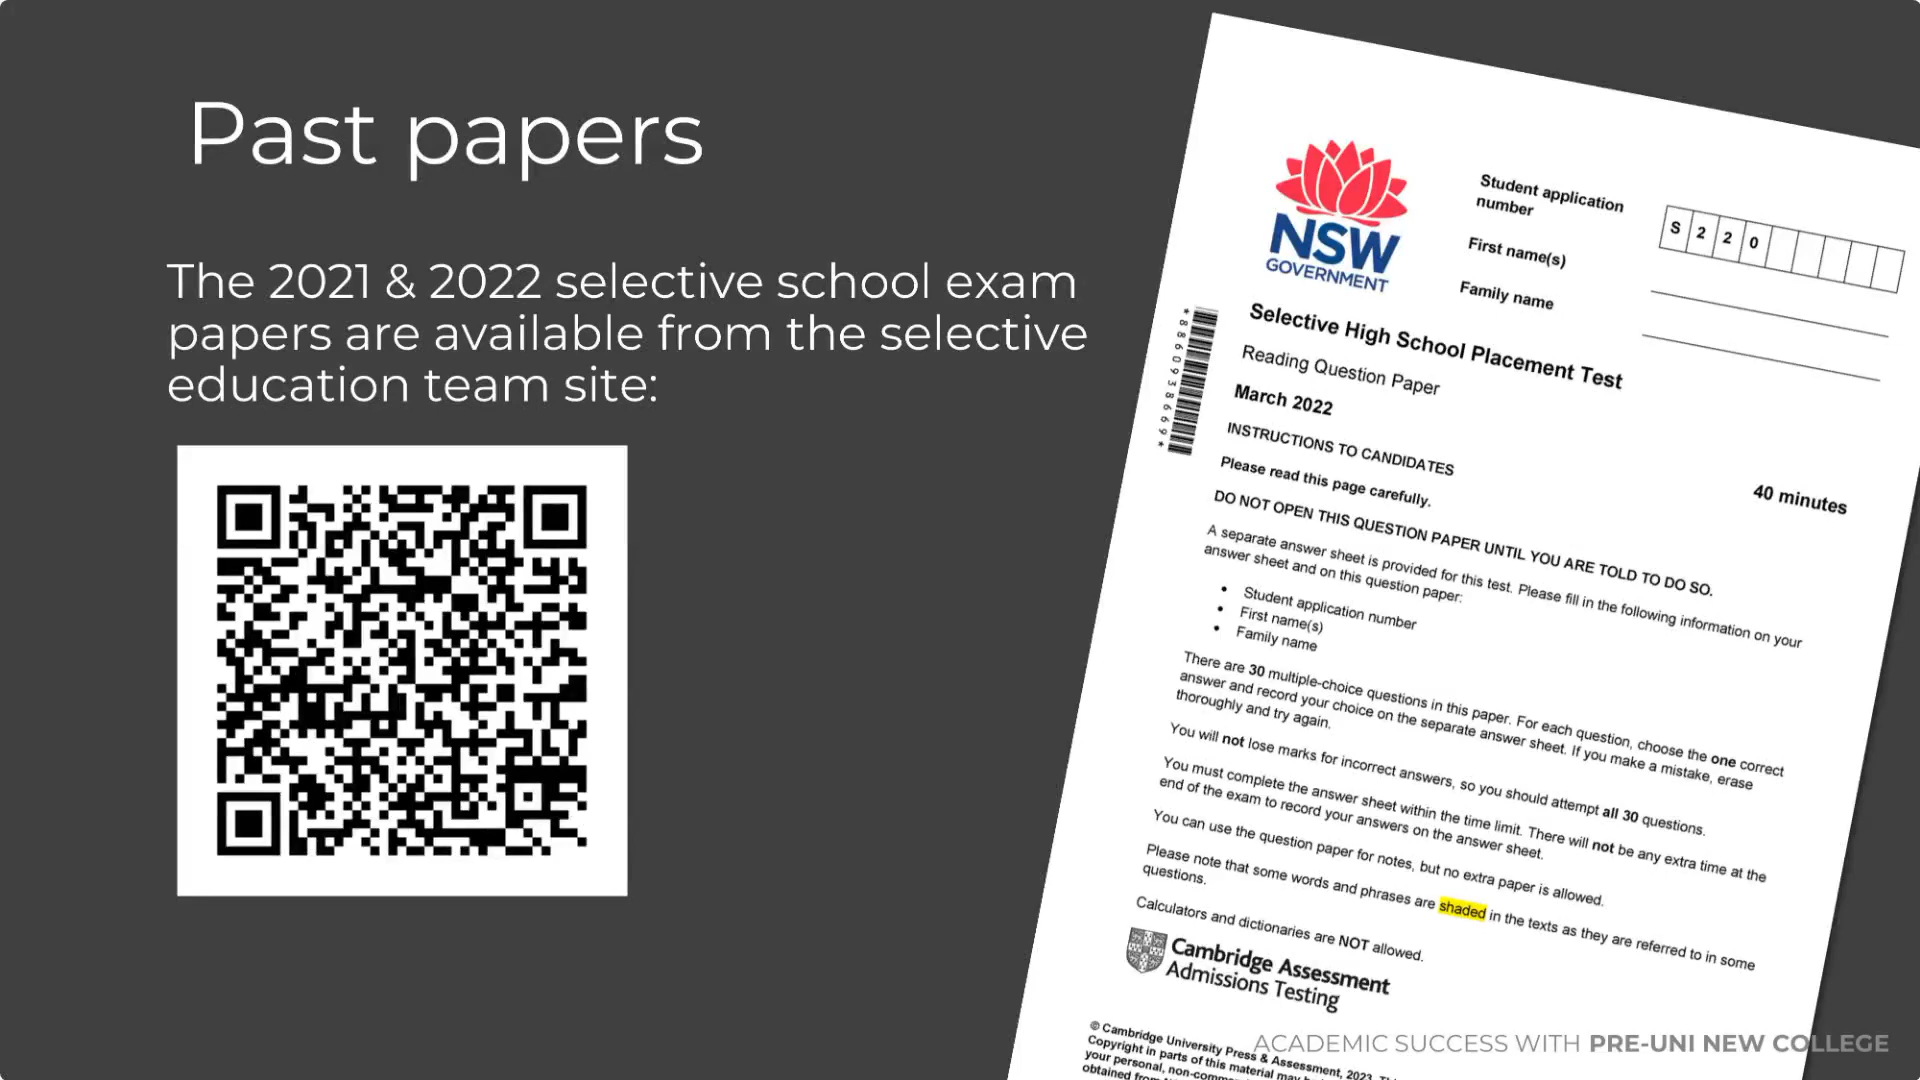 Past papers
The 2021 & 2022 selective school exam
papers are available from the selective
education team site:
NSW
GOVERNMENT
Student application
number
S 2 2 0
First name(s)
Family name
*8860938669*
Selective High School Placement Test
Reading Question Paper
March 2022
40 minutes
INSTRUCTIONS TO CANDIDATES
Please read this page carefully.
DO NOT OPEN THIS QUESTION PAPER UNTIL YOU ARE TOLD TO DO SO.
A separate answer sheet is provided for this test. Please fill in the following information on your
answer sheet and on this question paper:
• Student application number
• First name(s)
• Family name
There are 30 multiple-choice questions in this paper. For each question, choose the one correct
answer and record your choice on the separate answer sheet. If you make a mistake, erase
thoroughly and try again.
You will not lose marks for incorrect answers, so you should attempt all 30 questions.
You must complete the answer sheet within the time limit. There will not be any extra time at the
end of the exam to record your answers on the answer sheet.
You can use the question paper for notes, but no extra paper is allowed.
Please note that some words and phrases are shaded in the texts as they are referred to in some
questions.
Calculators and dictionaries are NOT allowed.
Cambridge Assessment
Admissions Testing
© Cambridge University Press & Assessment, 2023.
Copyright in parts of this material may
your personal, non-comm
obtained
ACADEMIC SUCCESS WITH PRE-UNI NEW COLLEGE